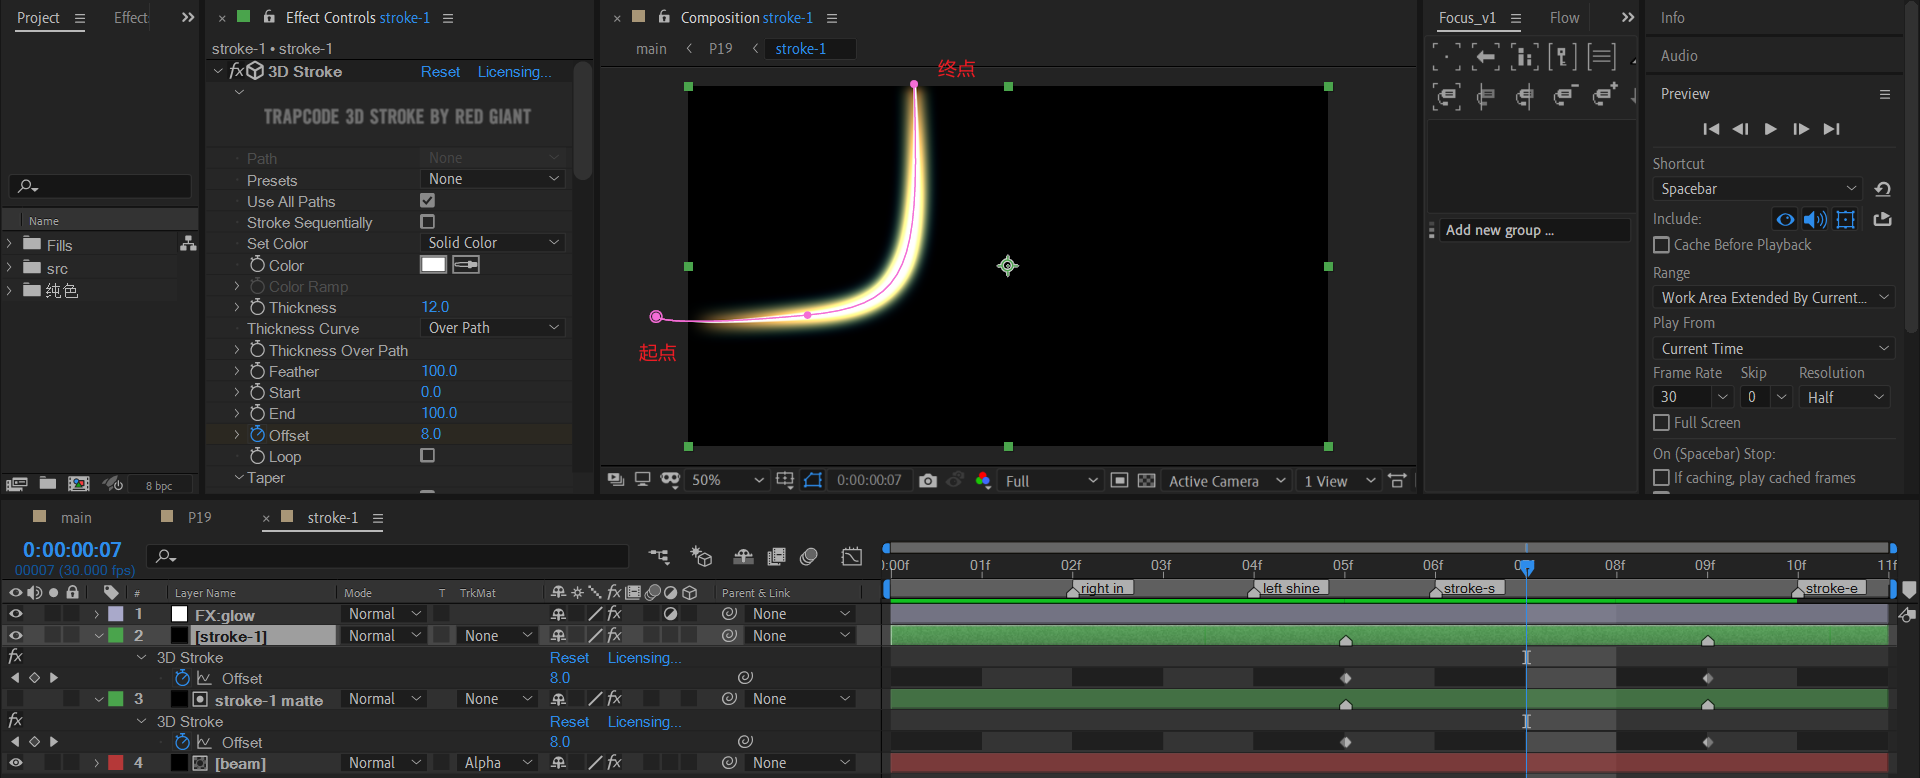 Project
Effect
Effect Controls stroke-1
Composition stroke-1
Focus_v1
Flow
Info
stroke-1 • stroke-1
main
P19
stroke-1
Audio
fx 3D Stroke
Reset
Licensing...
终点
Preview
TRAPCODE 3D STROKE BY RED GIANT
Path
None
Presets
None
Use All Paths
Stroke Sequentially
Set Color
Solid Color
Color
Color Ramp
Thickness
12.0
Thickness Curve
Over Path
Thickness Over Path
Feather
100.0
Start
0.0
End
100.0
Offset
8.0
Loop
Taper
Name
Fills
src
纯色
8 bpc
起点
50%
0:00:00:07
Full
Active Camera
1 View
Add new group ...
Shortcut
Spacebar
Include:
Cache Before Playback
Range
Work Area Extended By Current...
Play From
Current Time
Frame Rate
Skip
Resolution
30
0
Half
Full Screen
On (Spacebar) Stop:
If caching, play cached frames
main
P19
stroke-1
0:00:00:07
00007 (30.000 fps)
:00f
01f
02f
03f
04f
05f
06f
08f
09f
10f
11f
right in
left shine
stroke-s
stroke-e
#
Layer Name
Mode
T
TrkMat
fx
Parent & Link
1
FX:glow
Normal
None
2
[stroke-1]
Normal
None
fx
None
fx
3D Stroke
Reset
Licensing...
Offset
8.0
3
stroke-1 matte
Normal
None
fx
None
fx
3D Stroke
Reset
Licensing...
Offset
8.0
4
[beam]
Normal
Alpha
fx
None